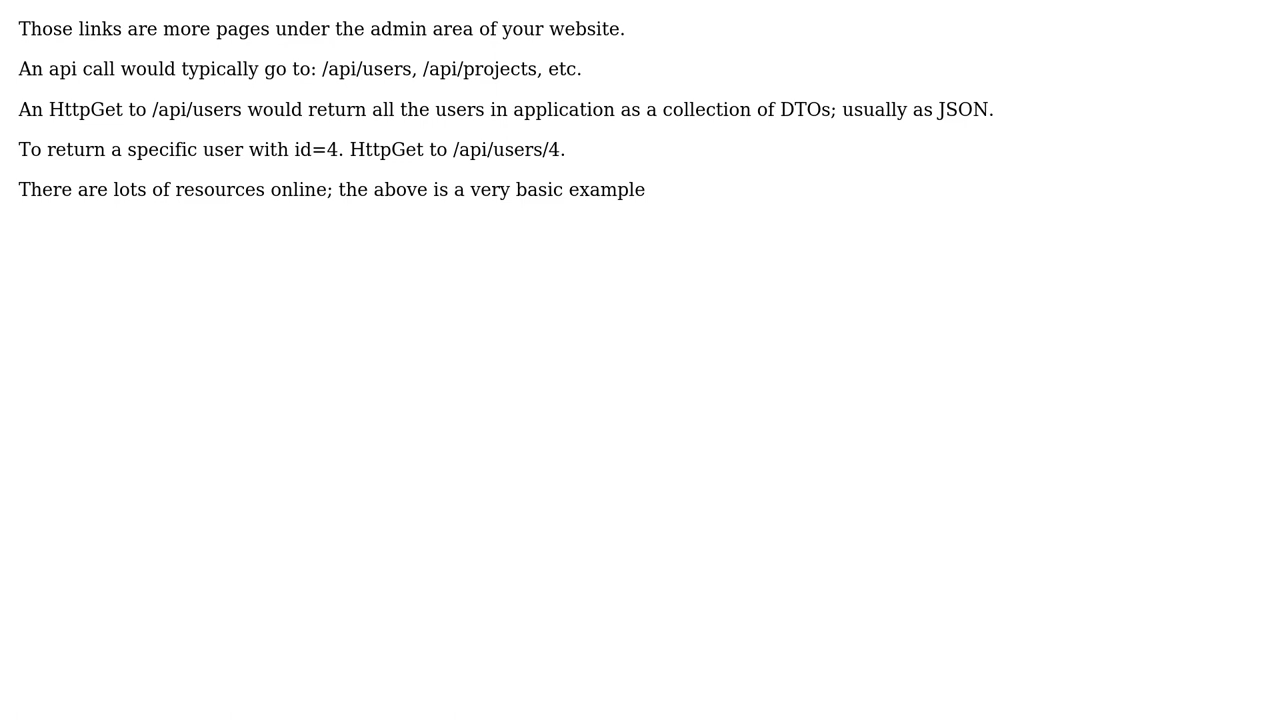 Those links are more pages under the admin area of your website.
An api call would typically go to: /api/users, /api/projects, etc.
An HttpGet to /api/users would return all the users in application as a collection of DTOs; usually as JSON.
To return a specific user with id=4. HttpGet to /api/users/4.
There are lots of resources online; the above is a very basic example